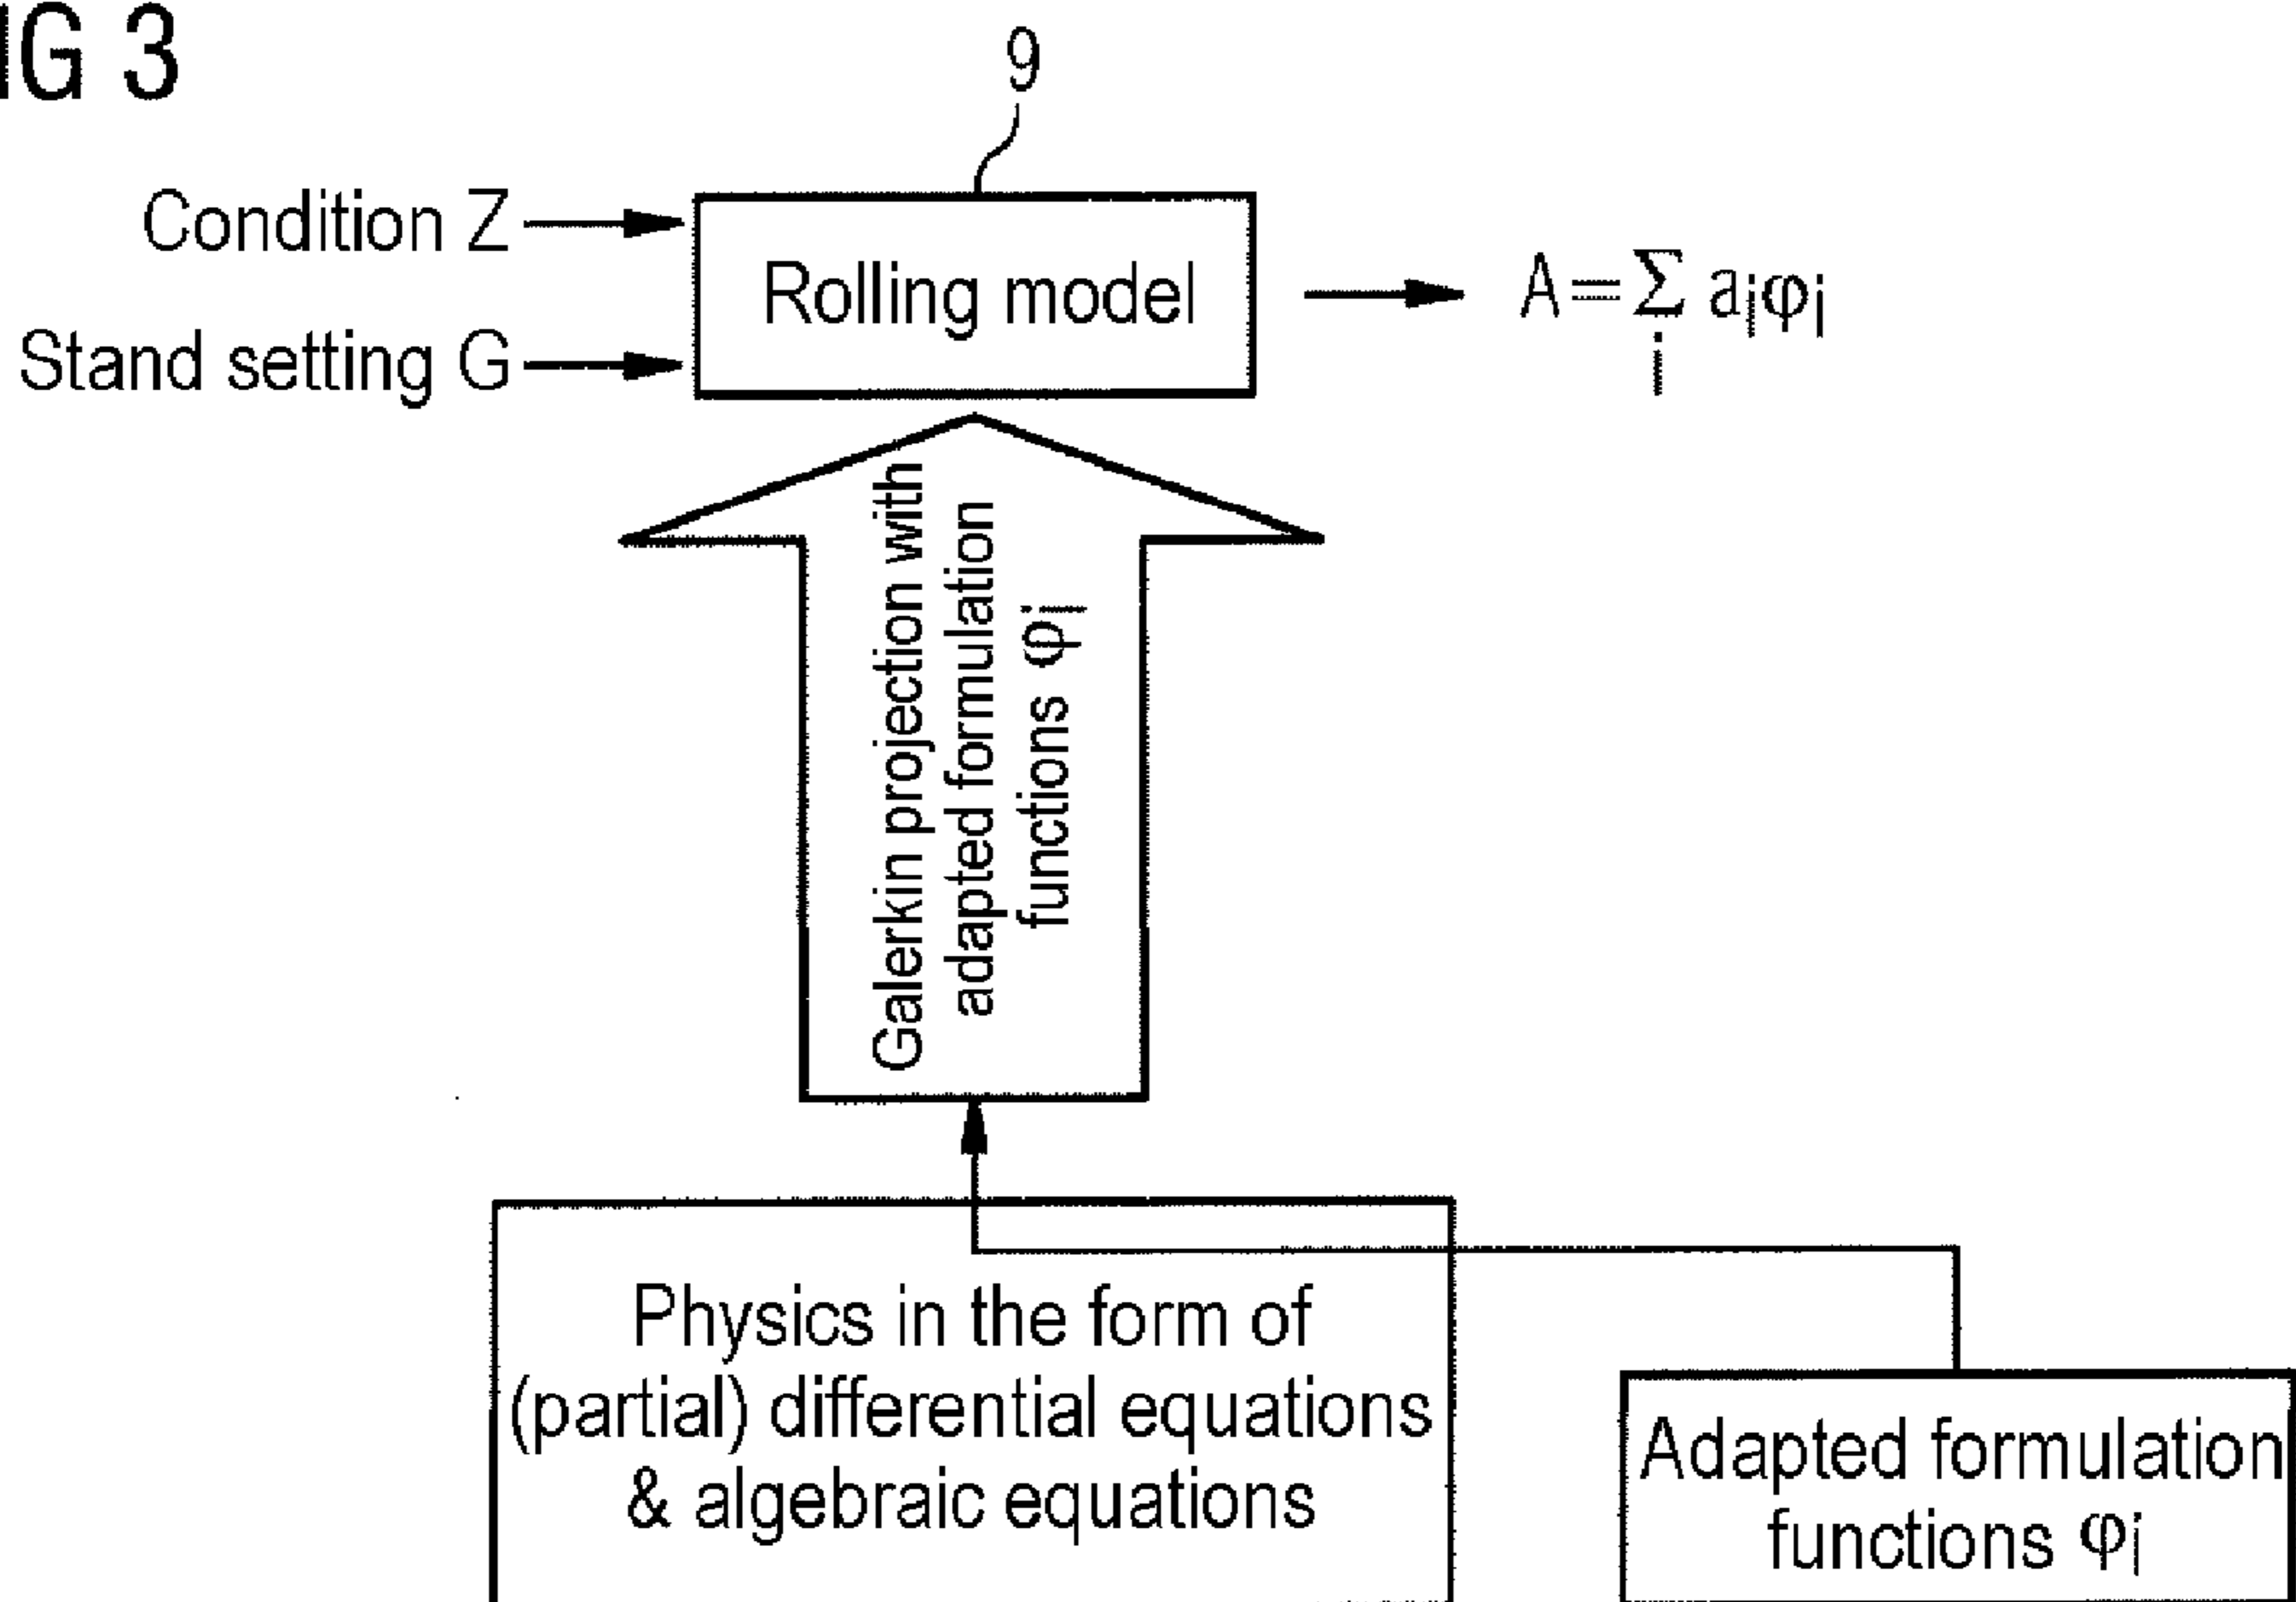 IG 3
9
Condition Z
Stand setting G
Rolling model
A=∑ aᵢφᵢ
i
Galerkin projection with
adapted formulation
functions φᵢ
Physics in the form of
(partial) differential equations
& algebraic equations
Adapted formulation
functions φᵢ